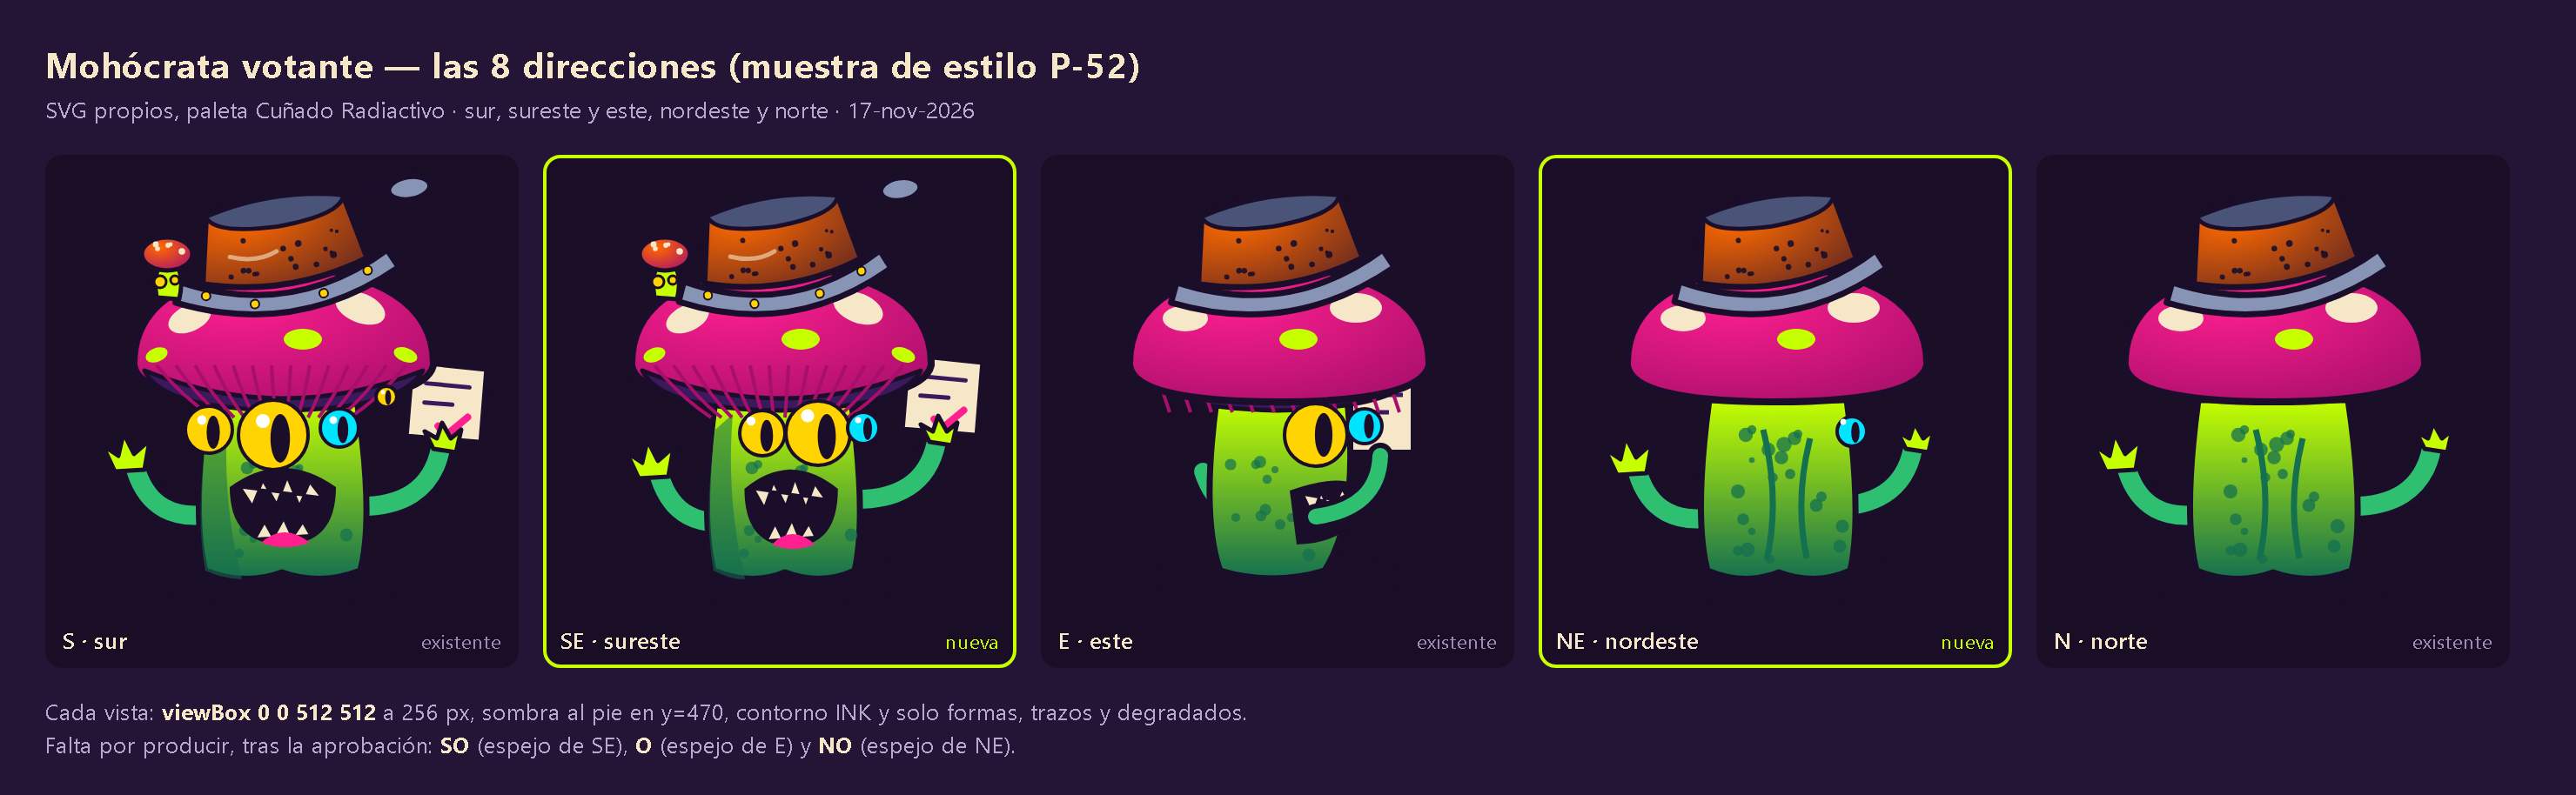 Mohócrata votante — las 8 direcciones (muestra de estilo P-52)
SVG propios, paleta Cuñado Radiactivo · sur, sureste y este, nordeste y norte · 17-nov-2026
S · sur
existente
SE · sureste
nueva
E · este
existente
NE · nordeste
nueva
N · norte
existente
Cada vista: viewBox 0 0 512 512 a 256 px, sombra al pie en y=470, contorno INK y solo formas, trazos y degradados.
Falta por producir, tras la aprobación: SO (espejo de SE), O (espejo de E) y NO (espejo de NE).